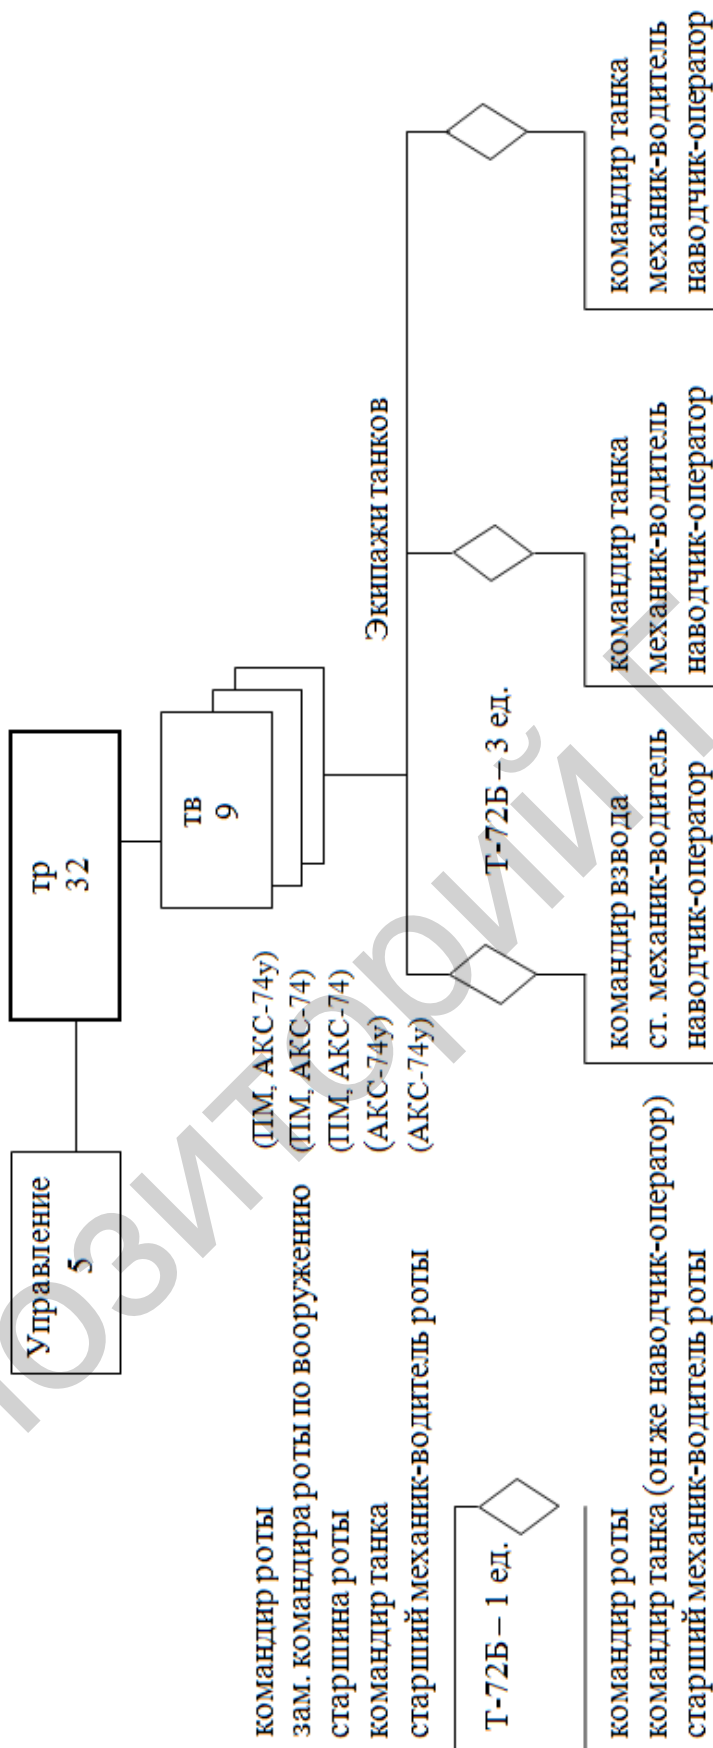 тр
32
Управление
5
тв
9
командир роты (ПМ, АКС-74у)
зам. командира роты по вооружению (ПМ, АКС-74)
старшина роты (ПМ, АКС-74)
командир танка (АКС-74у)
старший механик-водитель роты (АКС-74у)
Экипажи танков
Т-72Б – 1 ед.
Т-72Б – 3 ед.
командир роты
командир танка (он же наводчик-оператор)
старший механик-водитель роты
командир взвода
ст. механик-водитель
наводчик-оператор
командир танка
механик-водитель
наводчик-оператор
командир танка
механик-водитель
наводчик-оператор